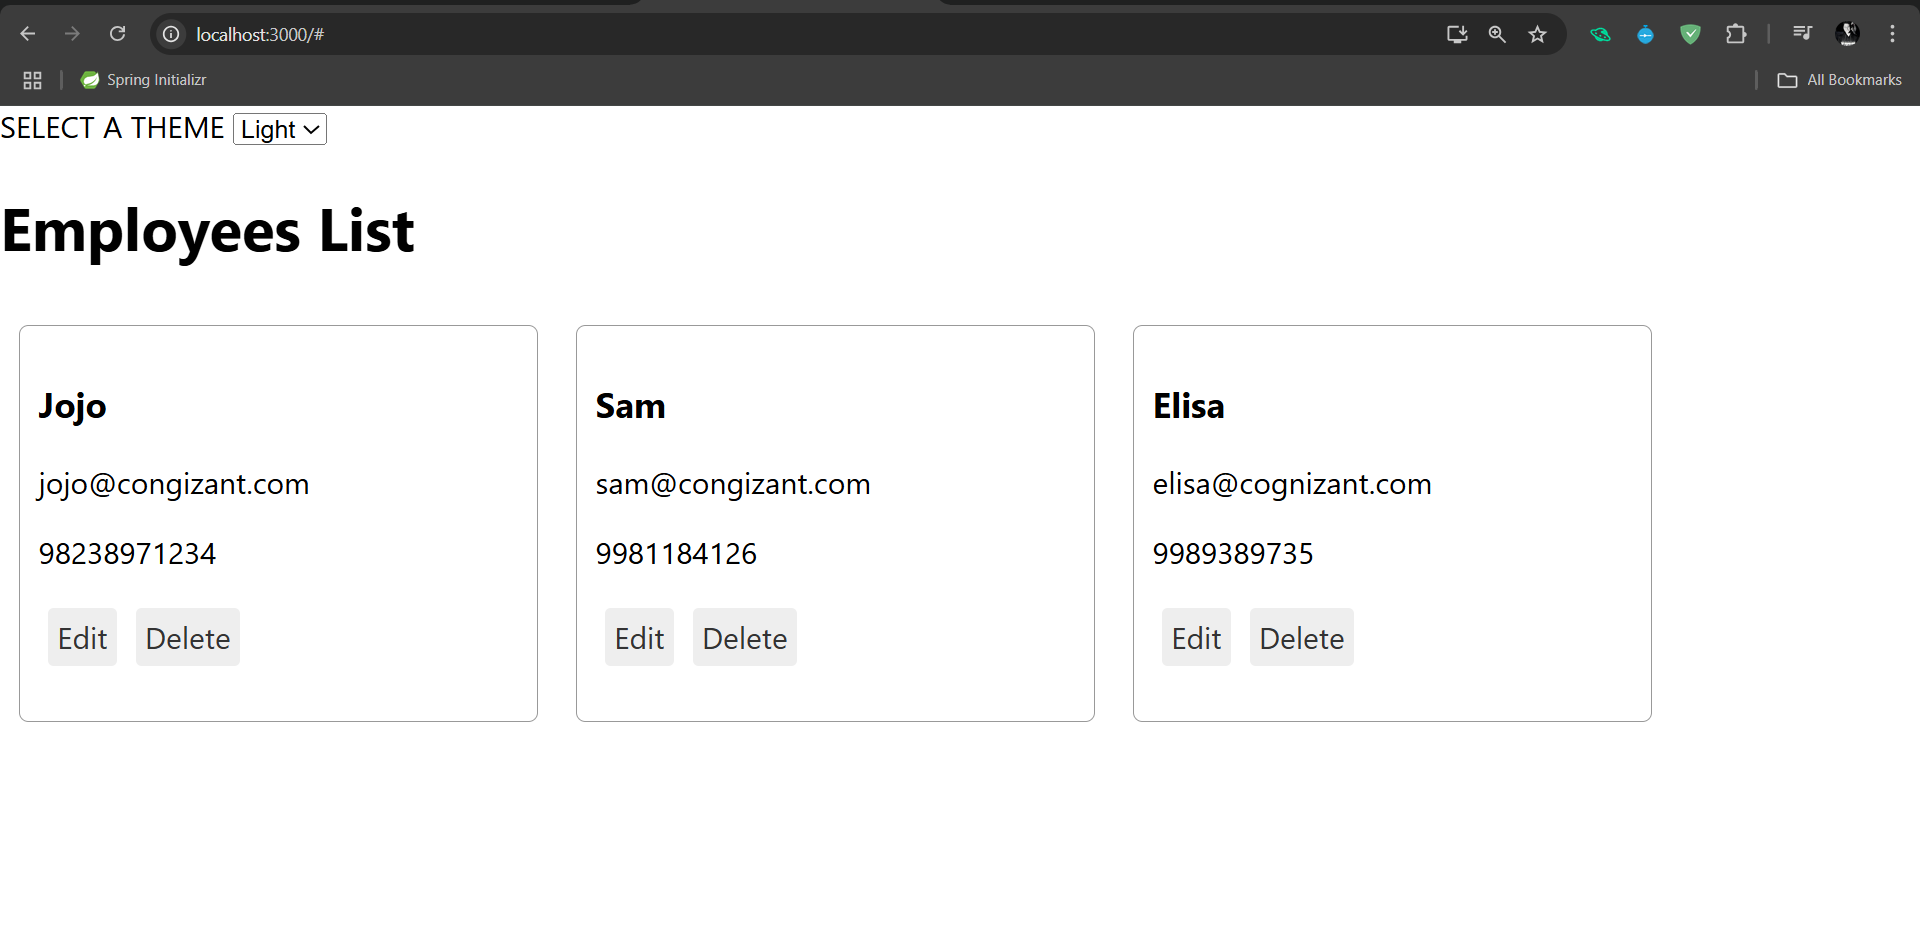 localhost:3000/#
Spring Initializr
All Bookmarks
SELECT A THEME Light
Employees List
Jojo
jojo@congizant.com
98238971234
Edit Delete
Sam
sam@congizant.com
9981184126
Edit Delete
Elisa
elisa@cognizant.com
9989389735
Edit Delete